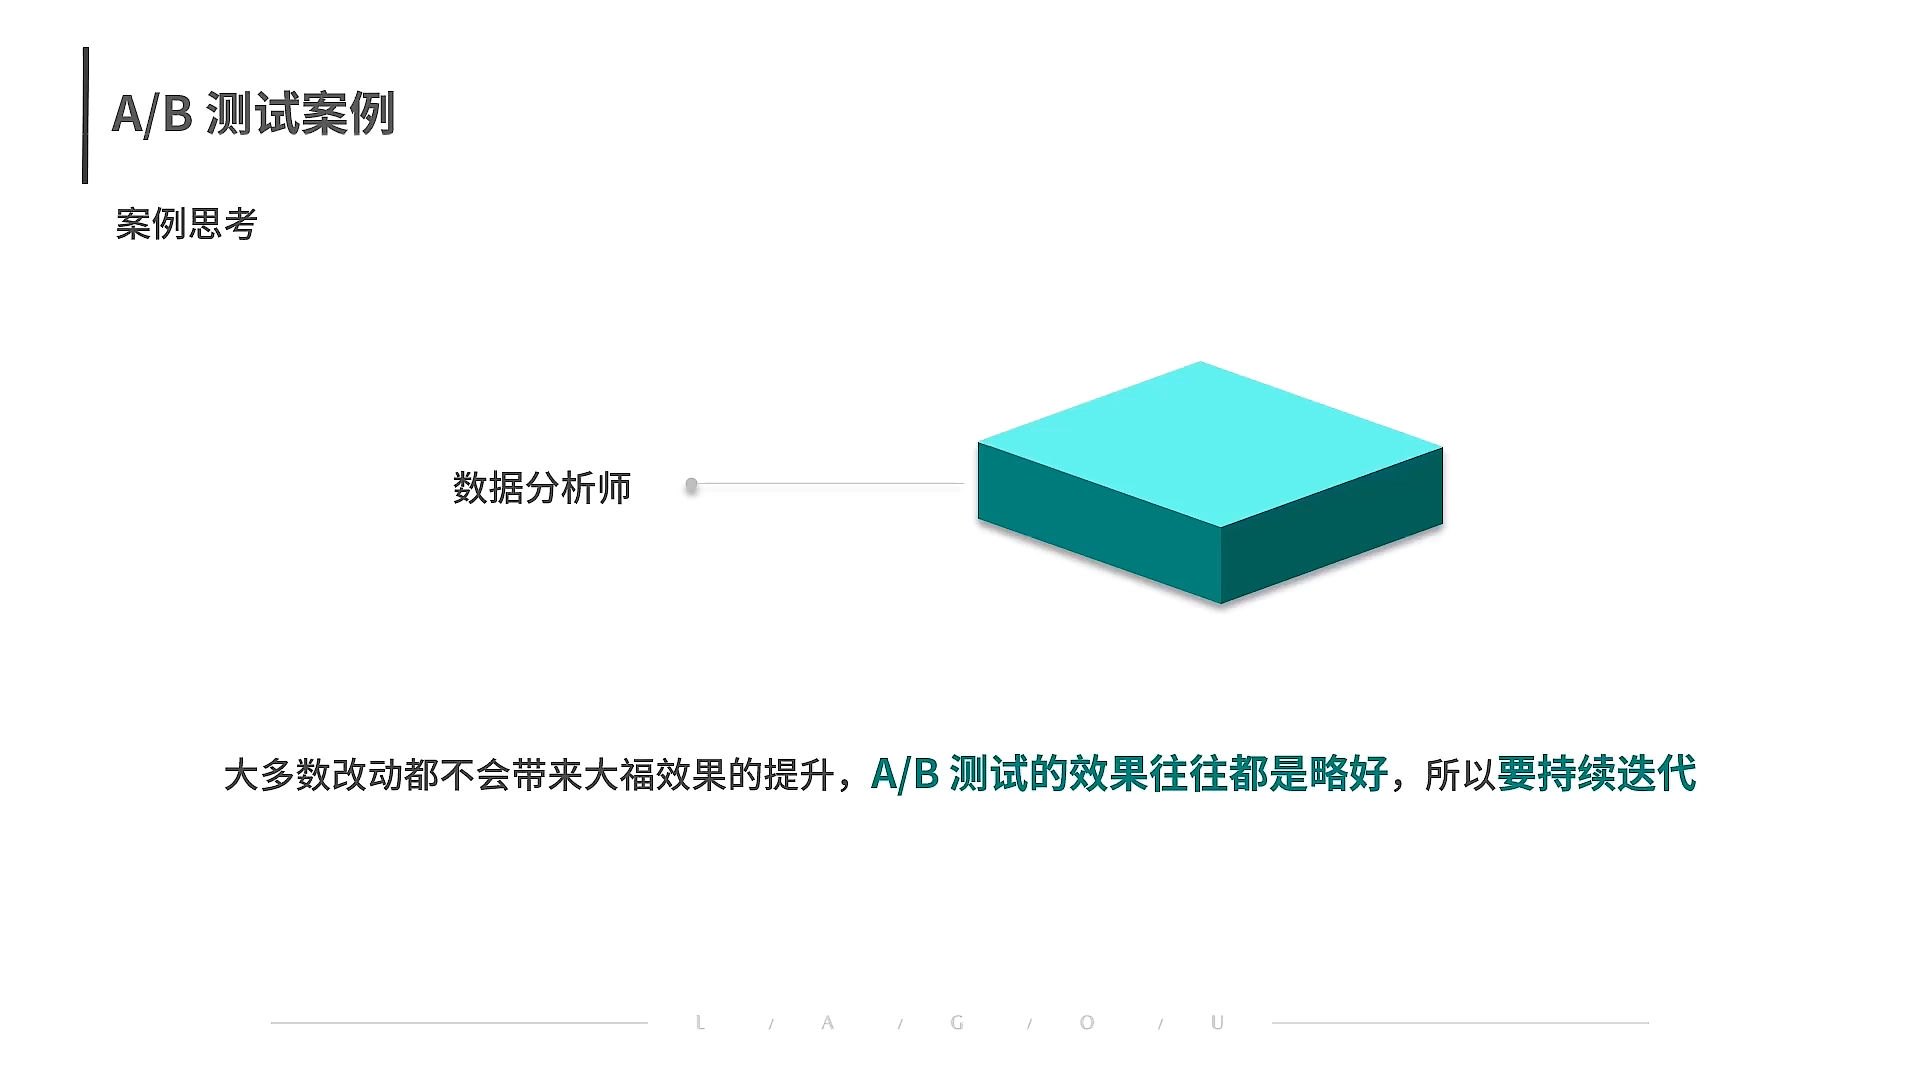 A/B 测试案例
案例思考
数据分析师
大多数改动都不会带来大福效果的提升，A/B 测试的效果往往都是略好，所以要持续迭代
L / A / G / O / U